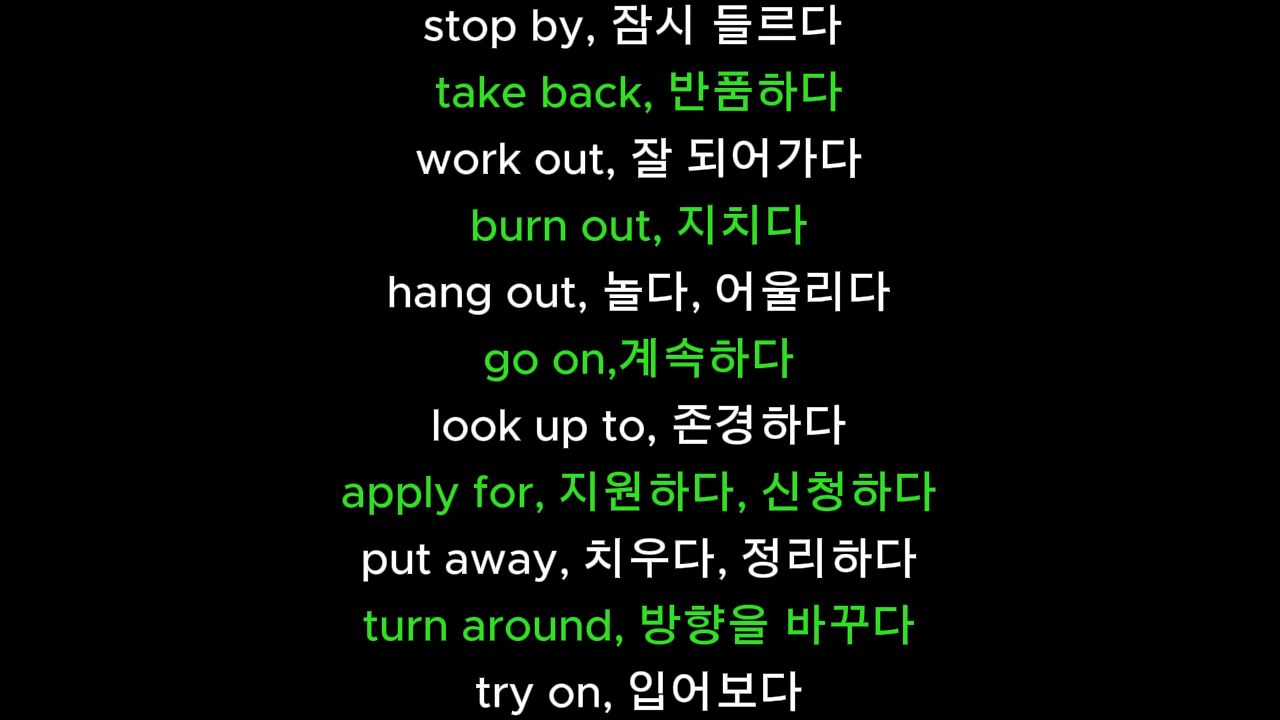 stop by, 잠시 들르다
take back, 반품하다
work out, 잘 되어가다
burn out, 지치다
hang out, 놀다, 어울리다
go on,계속하다
look up to, 존경하다
apply for, 지원하다, 신청하다
put away, 치우다, 정리하다
turn around, 방향을 바꾸다
try on, 입어보다